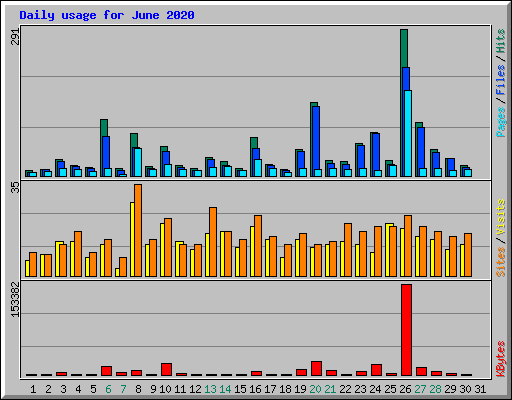 Daily usage for June 2020
291
Pages / Files / Hits
35
Sites / Visits
153382
KBytes
1 2 3 4 5 6 7 8 9 10 11 12 13 14 15 16 17 18 19 20 21 22 23 24 25 26 27 28 29 30 31